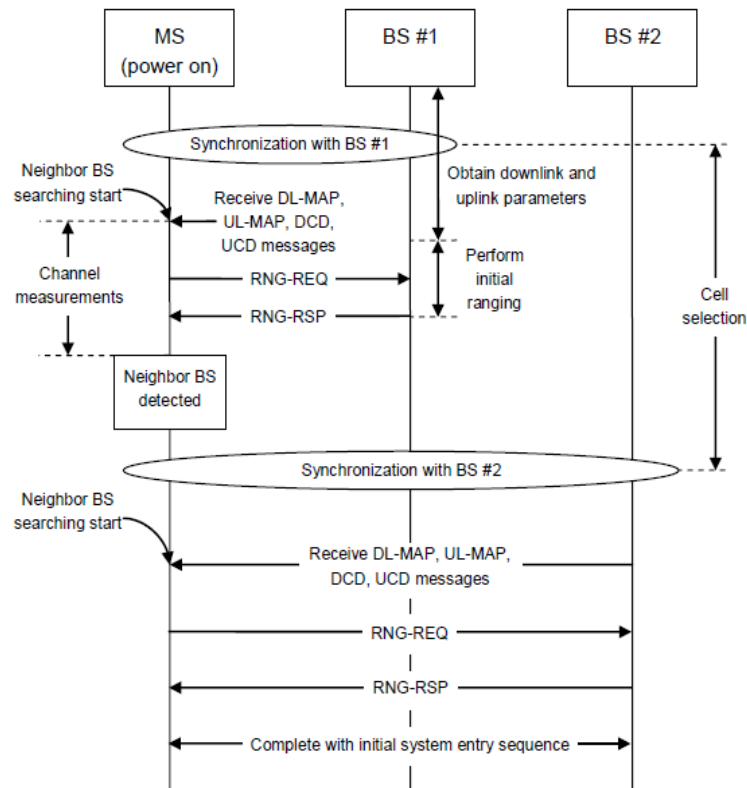 MS
(power on)
BS #1
BS #2
Synchronization with BS #1
Neighbor BS
searching start
Receive DL-MAP,
UL-MAP, DCD,
UCD messages
Obtain downlink and
uplink parameters
Channel
measurements
RNG-REQ
Perform
initial
ranging
RNG-RSP
Cell
selection
Neighbor BS
detected
Synchronization with BS #2
Neighbor BS
searching start
Receive DL-MAP, UL-MAP,
DCD, UCD messages
RNG-REQ
RNG-RSP
Complete with initial system entry sequence